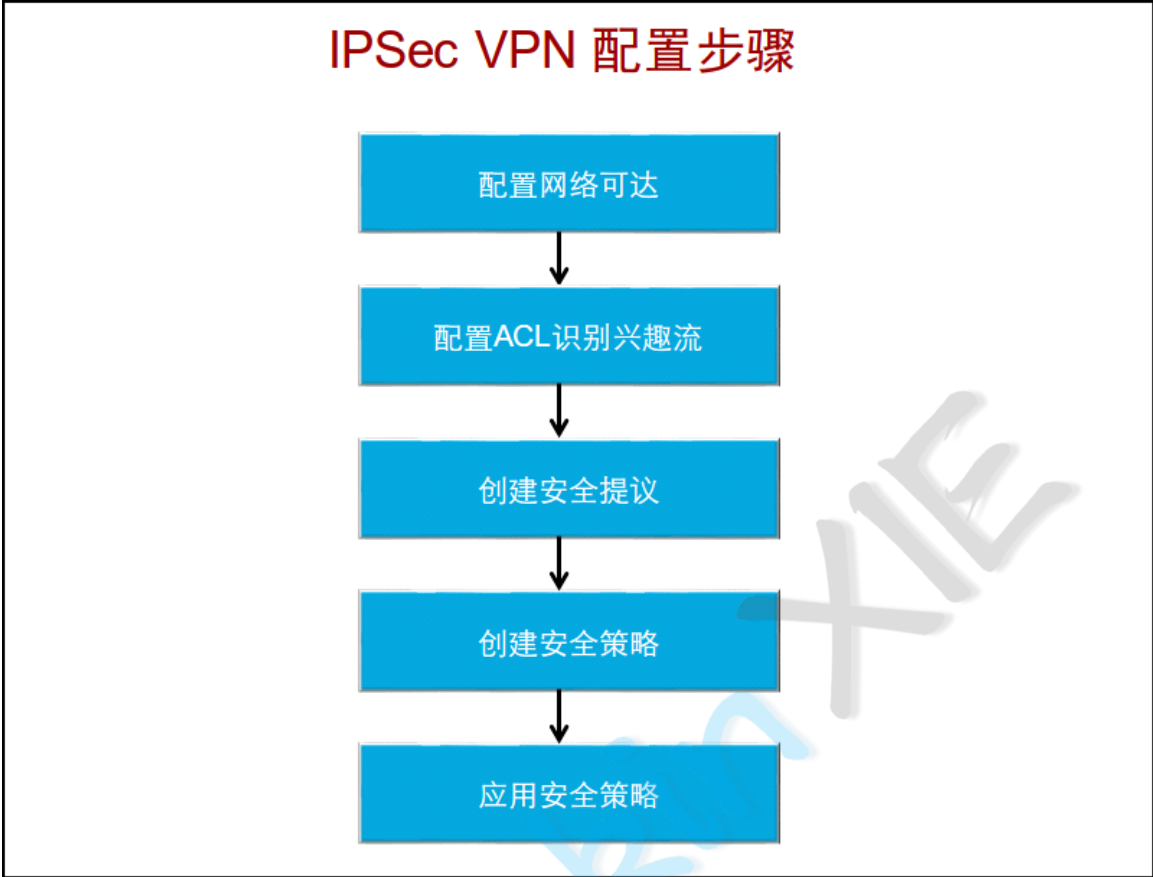 IPSec VPN 配置步骤
配置网络可达
配置ACL识别兴趣流
创建安全提议
创建安全策略
应用安全策略
XIE